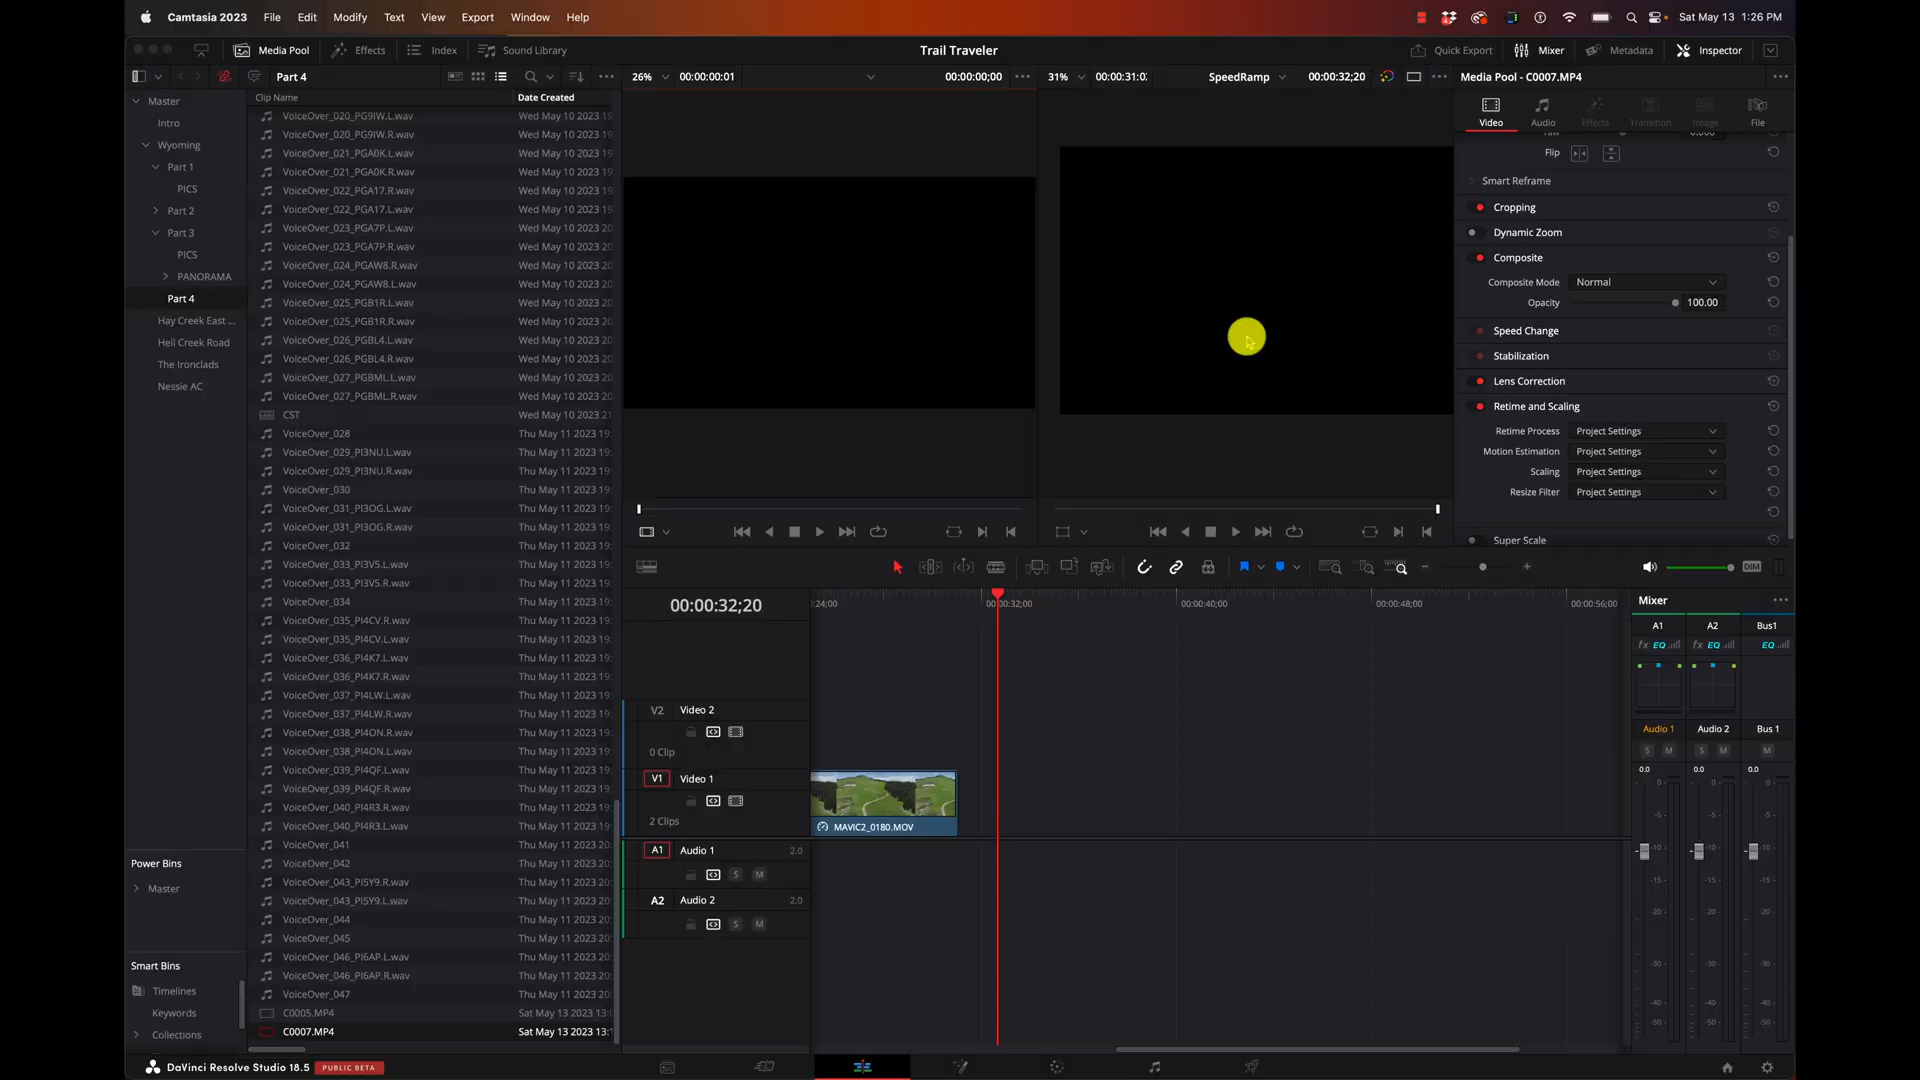 Camtasia 2023 File Edit Modify Text View Export Window Help Sat May 13 1:26 PM
Media Pool Effects Index Sound Library Trail Traveler Quick Export Mixer Metadata Inspector
Part 4 26% 00:00:00:01 00:00:00;00 31% SpeedRamp 00:00:32;20 Media Pool - C0007.MP4
Clip Name Date Created
Master
Intro
Wyoming
Part 1
PICS
Part 2
Part 3
PICS
PANORAMA
Part 4
Hay Creek East ...
Hell Creek Road
The Ironclads
Nessie AC
Power Bins
Master
Smart Bins
Timelines
Keywords
Collections
VoiceOver_020_PG9IW.L.wav Wed May 10 2023 19
VoiceOver_020_PG9IW.R.wav Wed May 10 2023 19
VoiceOver_021_PGA0K.L.wav Wed May 10 2023 19
VoiceOver_021_PGA0K.R.wav Wed May 10 2023 19
VoiceOver_022_PGA17.R.wav Wed May 10 2023 19
VoiceOver_022_PGA17.L.wav Wed May 10 2023 19
VoiceOver_023_PGA7P.L.wav Wed May 10 2023 20
VoiceOver_023_PGA7P.R.wav Wed May 10 2023 20
VoiceOver_024_PGAW8.R.wav Wed May 10 2023 20
VoiceOver_024_PGAW8.L.wav Wed May 10 2023 20
VoiceOver_025_PGB1R.L.wav Wed May 10 2023 20
VoiceOver_025_PGB1R.R.wav Wed May 10 2023 20
VoiceOver_026_PGBL4.L.wav Wed May 10 2023 20
VoiceOver_026_PGBL4.R.wav Wed May 10 2023 20
VoiceOver_027_PGBML.L.wav Wed May 10 2023 20
VoiceOver_027_PGBML.R.wav Wed May 10 2023 20
CST Wed May 10 2023 21
VoiceOver_028 Thu May 11 2023 19:
VoiceOver_029_PI3NU.L.wav Thu May 11 2023 19:
VoiceOver_029_PI3NU.R.wav Thu May 11 2023 19:
VoiceOver_030 Thu May 11 2023 19:
VoiceOver_031_PI3OG.L.wav Thu May 11 2023 19:
VoiceOver_031_PI3OG.R.wav Thu May 11 2023 19:
VoiceOver_032 Thu May 11 2023 19:
VoiceOver_033_PI3V5.L.wav Thu May 11 2023 19:
VoiceOver_033_PI3V5.R.wav Thu May 11 2023 19:
VoiceOver_034 Thu May 11 2023 19:
VoiceOver_035_PI4CV.R.wav Thu May 11 2023 19:
VoiceOver_035_PI4CV.L.wav Thu May 11 2023 19:
VoiceOver_036_PI4K7.L.wav Thu May 11 2023 19:
VoiceOver_036_PI4K7.R.wav Thu May 11 2023 19:
VoiceOver_037_PI4LW.L.wav Thu May 11 2023 19:
VoiceOver_037_PI4LW.R.wav Thu May 11 2023 19:
VoiceOver_038_PI4ON.R.wav Thu May 11 2023 19:
VoiceOver_038_PI4ON.L.wav Thu May 11 2023 19:
VoiceOver_039_PI4QF.L.wav Thu May 11 2023 19:
VoiceOver_039_PI4QF.R.wav Thu May 11 2023 19:
VoiceOver_040_PI4R3.R.wav Thu May 11 2023 19:
VoiceOver_040_PI4R3.L.wav Thu May 11 2023 19:
VoiceOver_041 Thu May 11 2023 20:
VoiceOver_042 Thu May 11 2023 20:
VoiceOver_043_PI5Y9.R.wav Thu May 11 2023 20:
VoiceOver_043_PI5Y9.L.wav Thu May 11 2023 20:
VoiceOver_044 Thu May 11 2023 20:
VoiceOver_045 Thu May 11 2023 20:
VoiceOver_046_PI6AP.L.wav Thu May 11 2023 20:
VoiceOver_046_PI6AP.R.wav Thu May 11 2023 20:
VoiceOver_047 Thu May 11 2023 20:
C0005.MP4 Sat May 13 2023 13:
C0007.MP4 Sat May 13 2023 13:
Video Audio Effects Transition Image File
Flip
Smart Reframe
Cropping
Dynamic Zoom
Composite
Composite Mode Normal
Opacity 100.00
Speed Change
Stabilization
Lens Correction
Retime and Scaling
Retime Process Project Settings
Motion Estimation Project Settings
Scaling Project Settings
Resize Filter Project Settings
Super Scale
DIM
00:00:32;20 :24;00 00:00:32;00 00:00:40;00 00:00:48;00 00:00:56;00
V2 Video 2
0 Clip
V1 Video 1
2 Clips
MAVIC2_0180.MOV
A1 Audio 1 2.0
S M
A2 Audio 2 2.0
S M
Mixer
A1 A2 Bus1
fx EQ fx EQ EQ
Audio 1 Audio 2 Bus 1
S M S M M
0.0 0.0 0.0
0 0 0
-5 -5 -5
-10 -10 -10
-15 -15 -15
-20 -20 -20
-30 -30 -30
-40 -40 -40
-50 -50 -50
DaVinci Resolve Studio 18.5 PUBLIC BETA